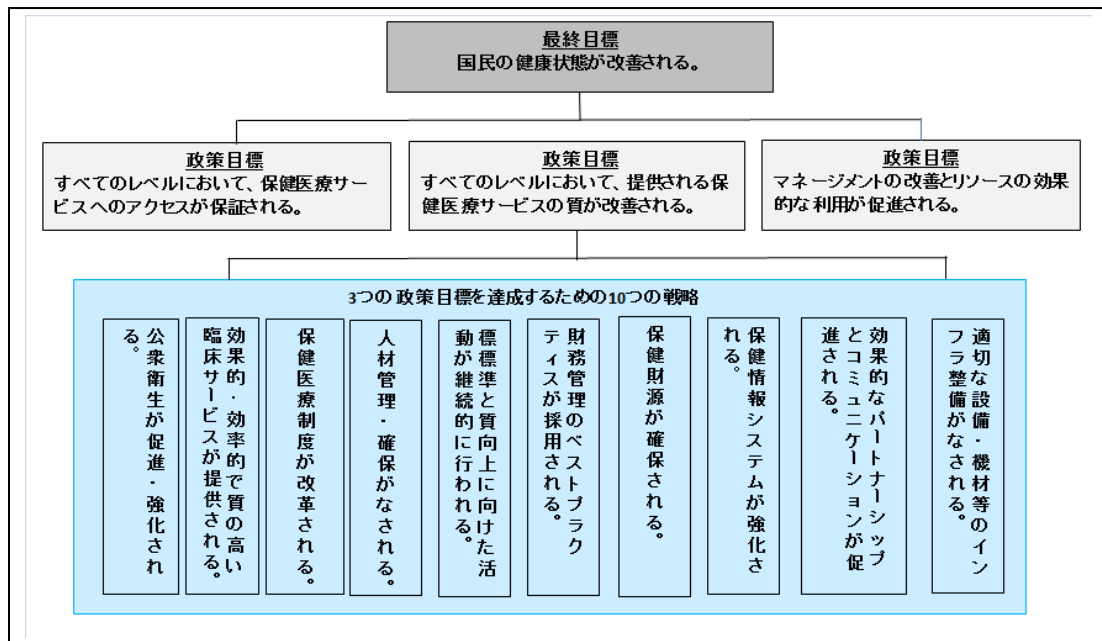 最終目標
国民の健康状態が改善される。
政策目標
すべてのレベルにおいて、保健医療サー
ビスへのアクセスが保証される。
政策目標
すべてのレベルにおいて、提供される保
健医療サービスの質が改善される。
政策目標
マネージメントの改善とリソースの効果
的な利用が促進される。
3つの政策目標を達成するための10つの戦略
公衆衛生が促進・強化され
る。
効果的・効率的で質の高い
臨床サービスが提供される。
保健医療制度が改革される。
人材管理・確保がなされる。
標標準と質向上に向けた活
動が継続的に行われる。
財務管理のベストプラク
ティスが採用される。
保健財源が確保される。
保健情報システムが強化さ
れる。
効果的なパートナーシップ
とコミュニケーションが促
進される。
適切な設備・機材等のイン
フラ整備がなされる。